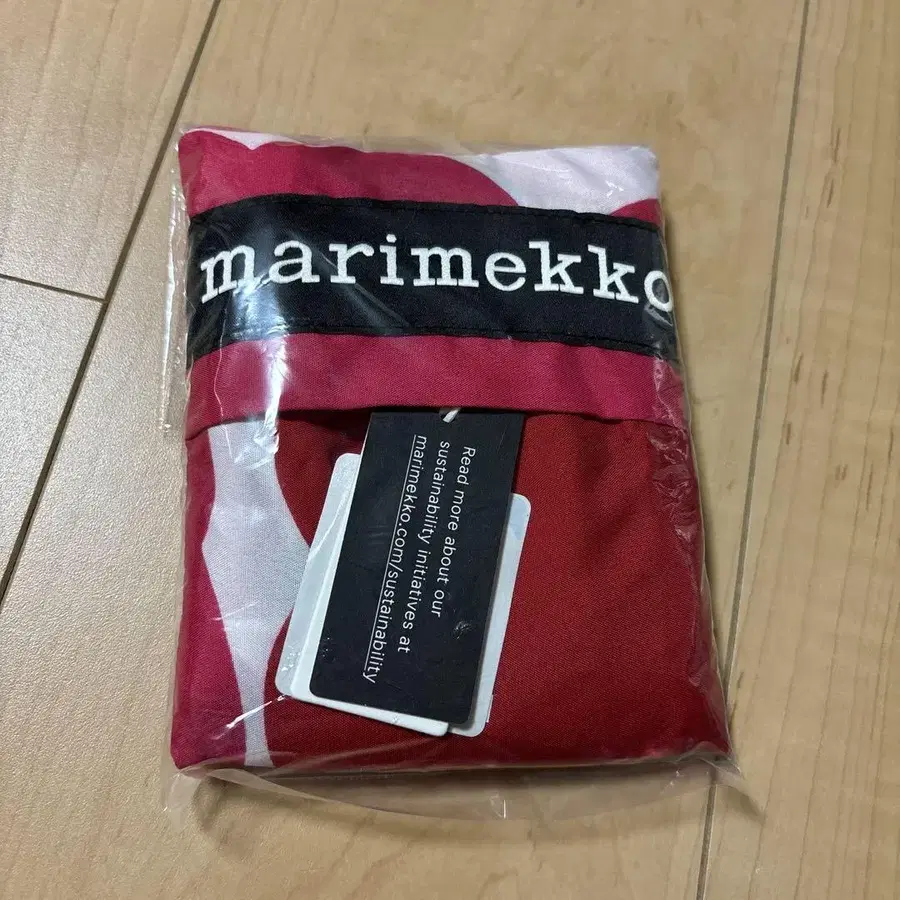 marimekko
Read more about our
sustainability initiatives at
marimekko.com/sustainability